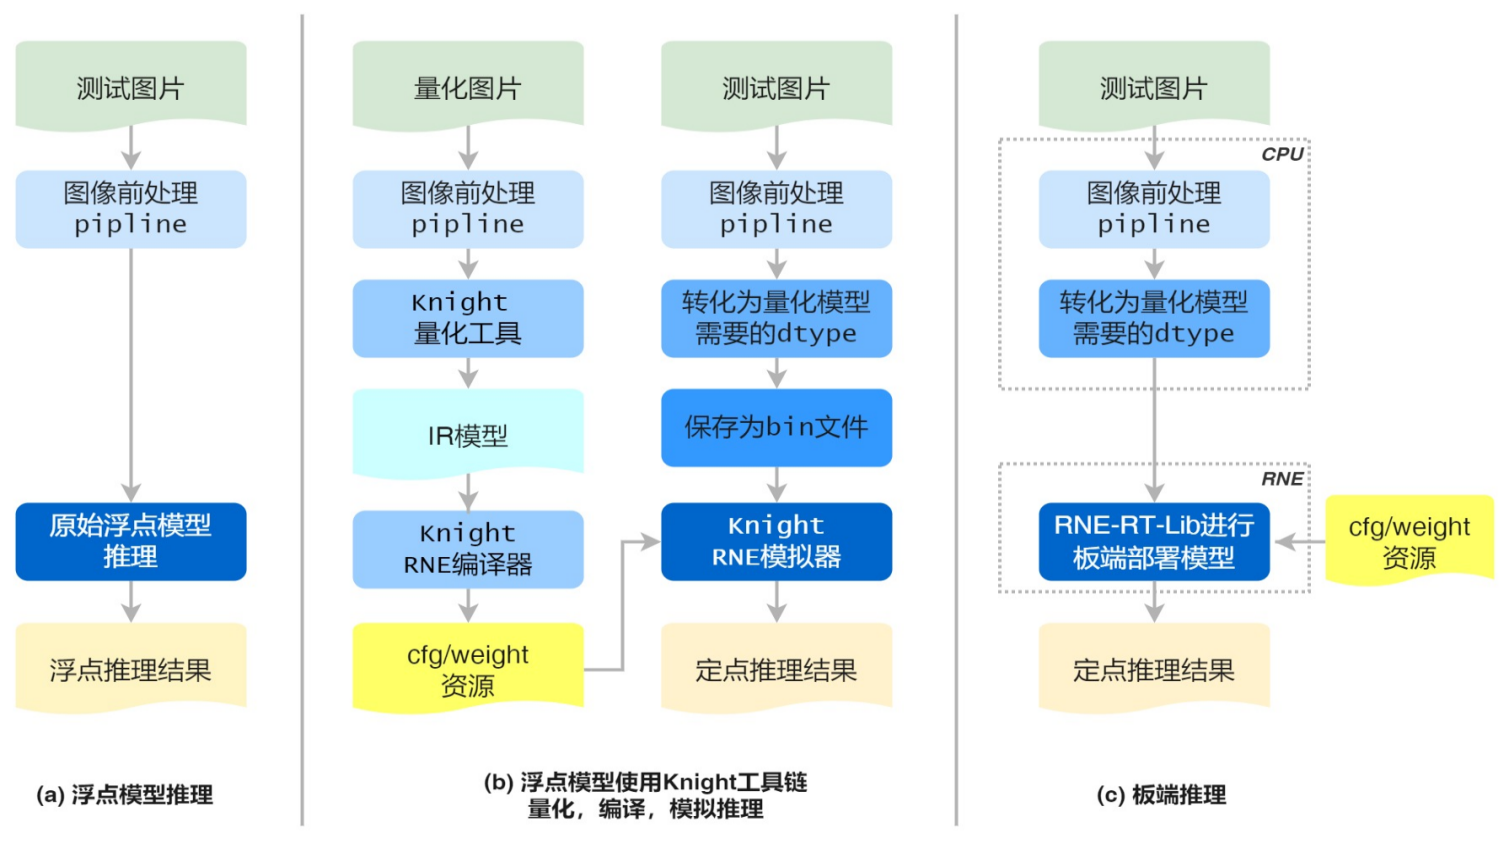 测试图片
图像前处理
pipline
原始浮点模型
推理
浮点推理结果
(a) 浮点模型推理
量化图片
图像前处理
pipline
Knight
量化工具
IR模型
Knight
RNE编译器
cfg/weight
资源
测试图片
图像前处理
pipline
转化为量化模型
需要的dtype
保存为bin文件
Knight
RNE模拟器
定点推理结果
(b) 浮点模型使用Knight工具链
量化，编译，模拟推理
测试图片
CPU
图像前处理
pipline
转化为量化模型
需要的dtype
RNE
RNE-RT-Lib进行
板端部署模型
cfg/weight
资源
定点推理结果
(c) 板端推理